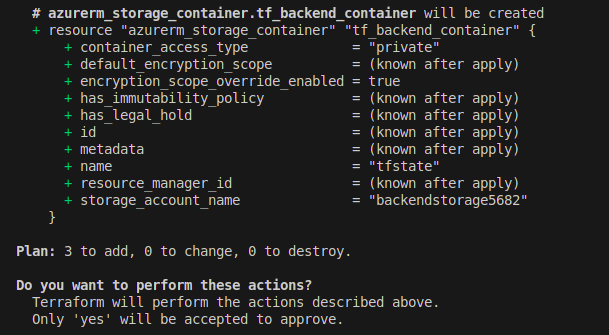 # azurerm_storage_container.tf_backend_container will be created
+ resource "azurerm_storage_container" "tf_backend_container" {
+ container_access_type = "private"
+ default_encryption_scope = (known after apply)
+ encryption_scope_override_enabled = true
+ has_immutability_policy = (known after apply)
+ has_legal_hold = (known after apply)
+ id = (known after apply)
+ metadata = (known after apply)
+ name = "tfstate"
+ resource_manager_id = (known after apply)
+ storage_account_name = "backendstorage5682"
}
Plan: 3 to add, 0 to change, 0 to destroy.
Do you want to perform these actions?
Terraform will perform the actions described above.
Only 'yes' will be accepted to approve.